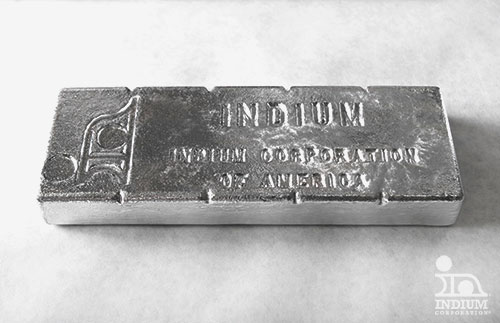 INDIUM
INDIUM CORPORATION
OF AMERICA
INDIUM
CORPORATION®